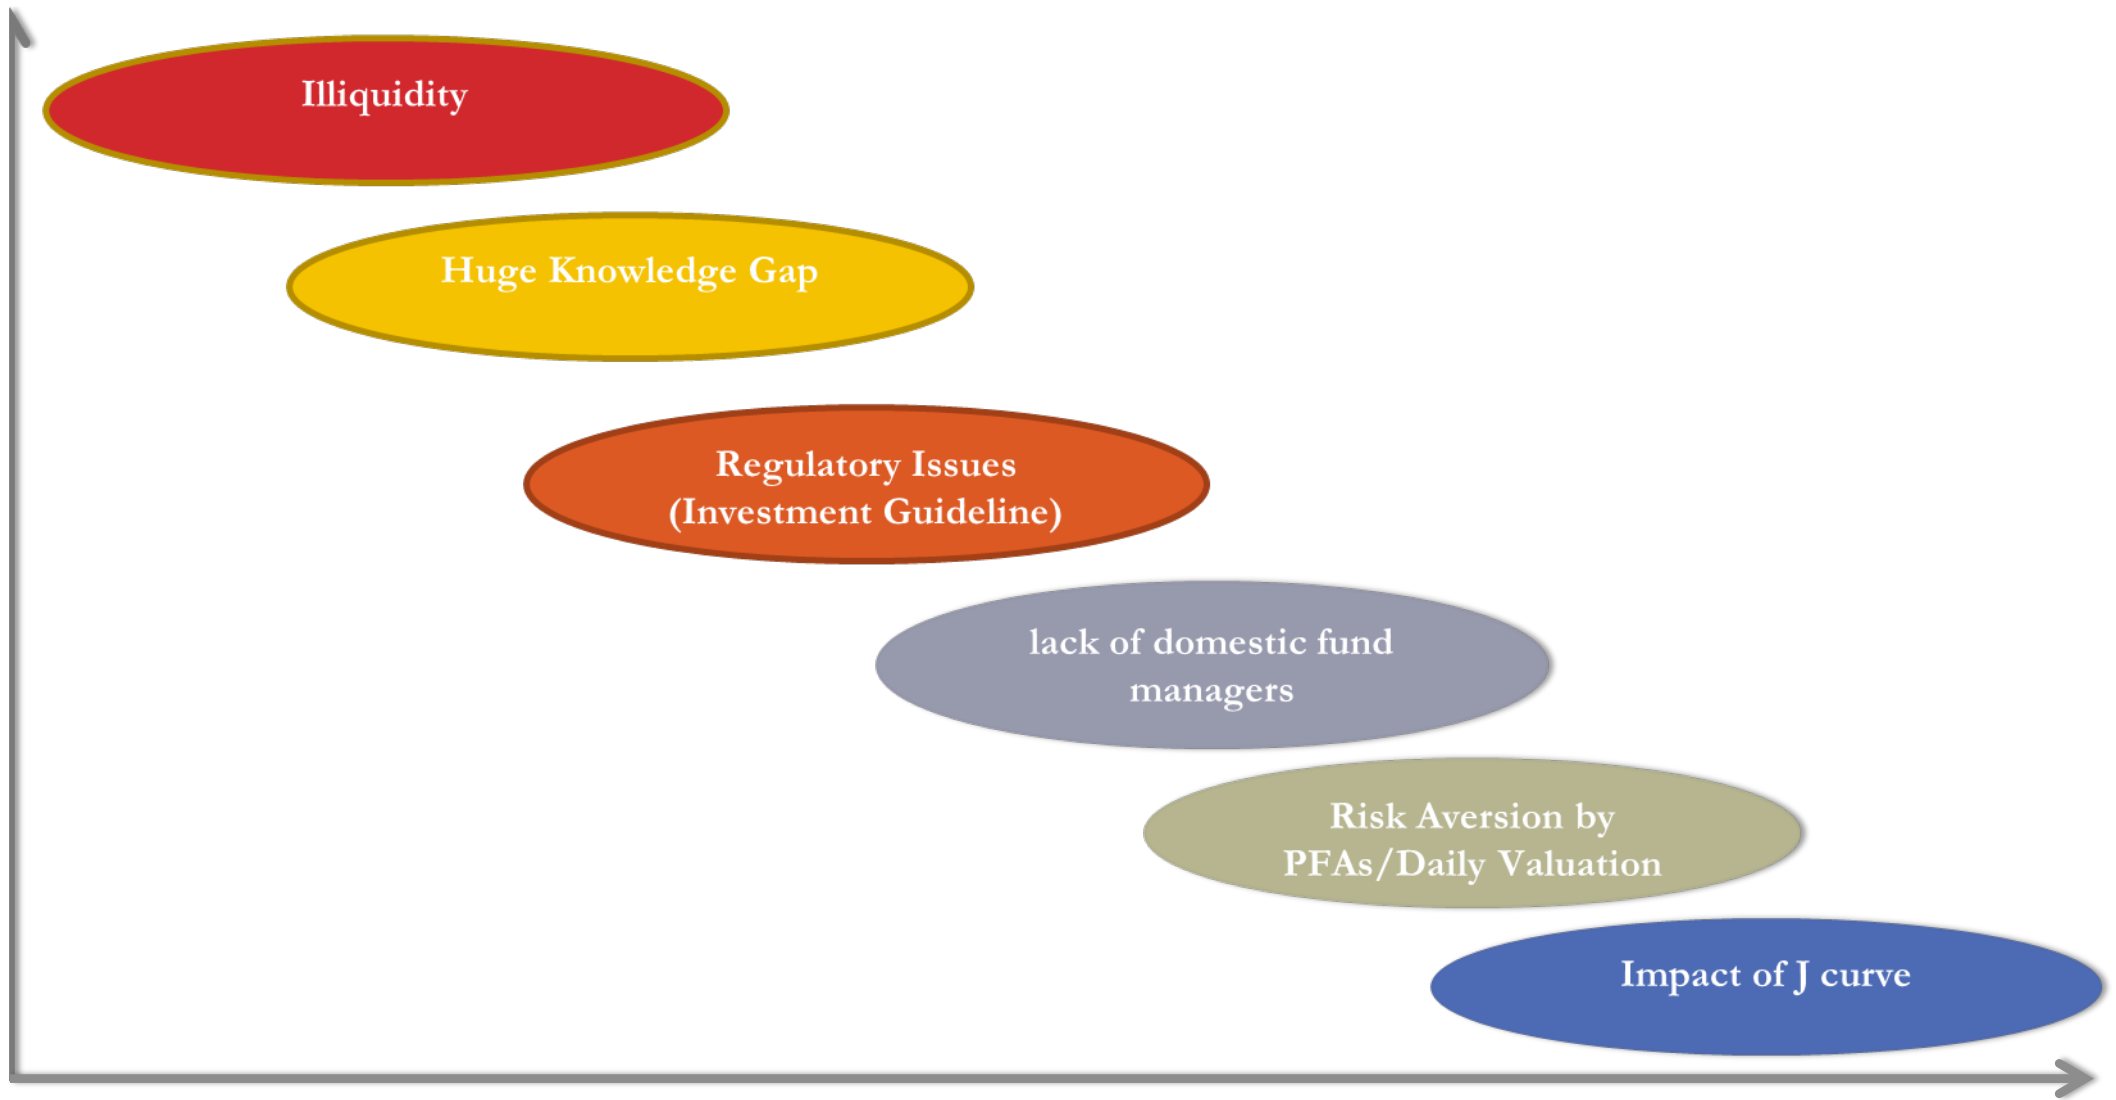 Illiquidity
Huge Knowledge Gap
Regulatory Issues
(Investment Guideline)
lack of domestic fund
managers
Risk Aversion by
PFAs/Daily Valuation
Impact of J curve